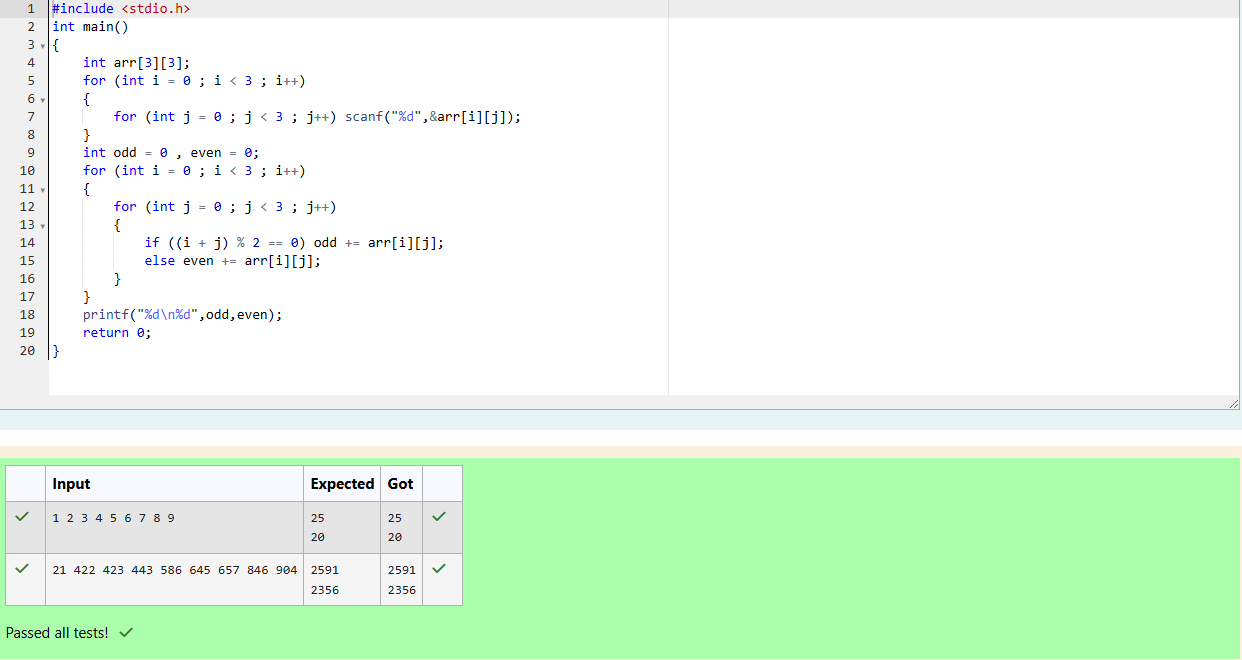 1 #include <stdio.h>
2 int main()
3 {
4     int arr[3][3];
5     for (int i = 0 ; i < 3 ; i++)
6     {
7         for (int j = 0 ; j < 3 ; j++) scanf("%d",&arr[i][j]);
8     }
9     int odd = 0 , even = 0;
10     for (int i = 0 ; i < 3 ; i++)
11     {
12         for (int j = 0 ; j < 3 ; j++)
13         {
14             if ((i + j) % 2 == 0) odd += arr[i][j];
15             else even += arr[i][j];
16         }
17     }
18     printf("%d\n%d",odd,even);
19     return 0;
20 }
Input Expected Got
1 2 3 4 5 6 7 8 9 25 25
20 20
21 422 423 443 586 645 657 846 904 2591 2591
2356 2356
Passed all tests!